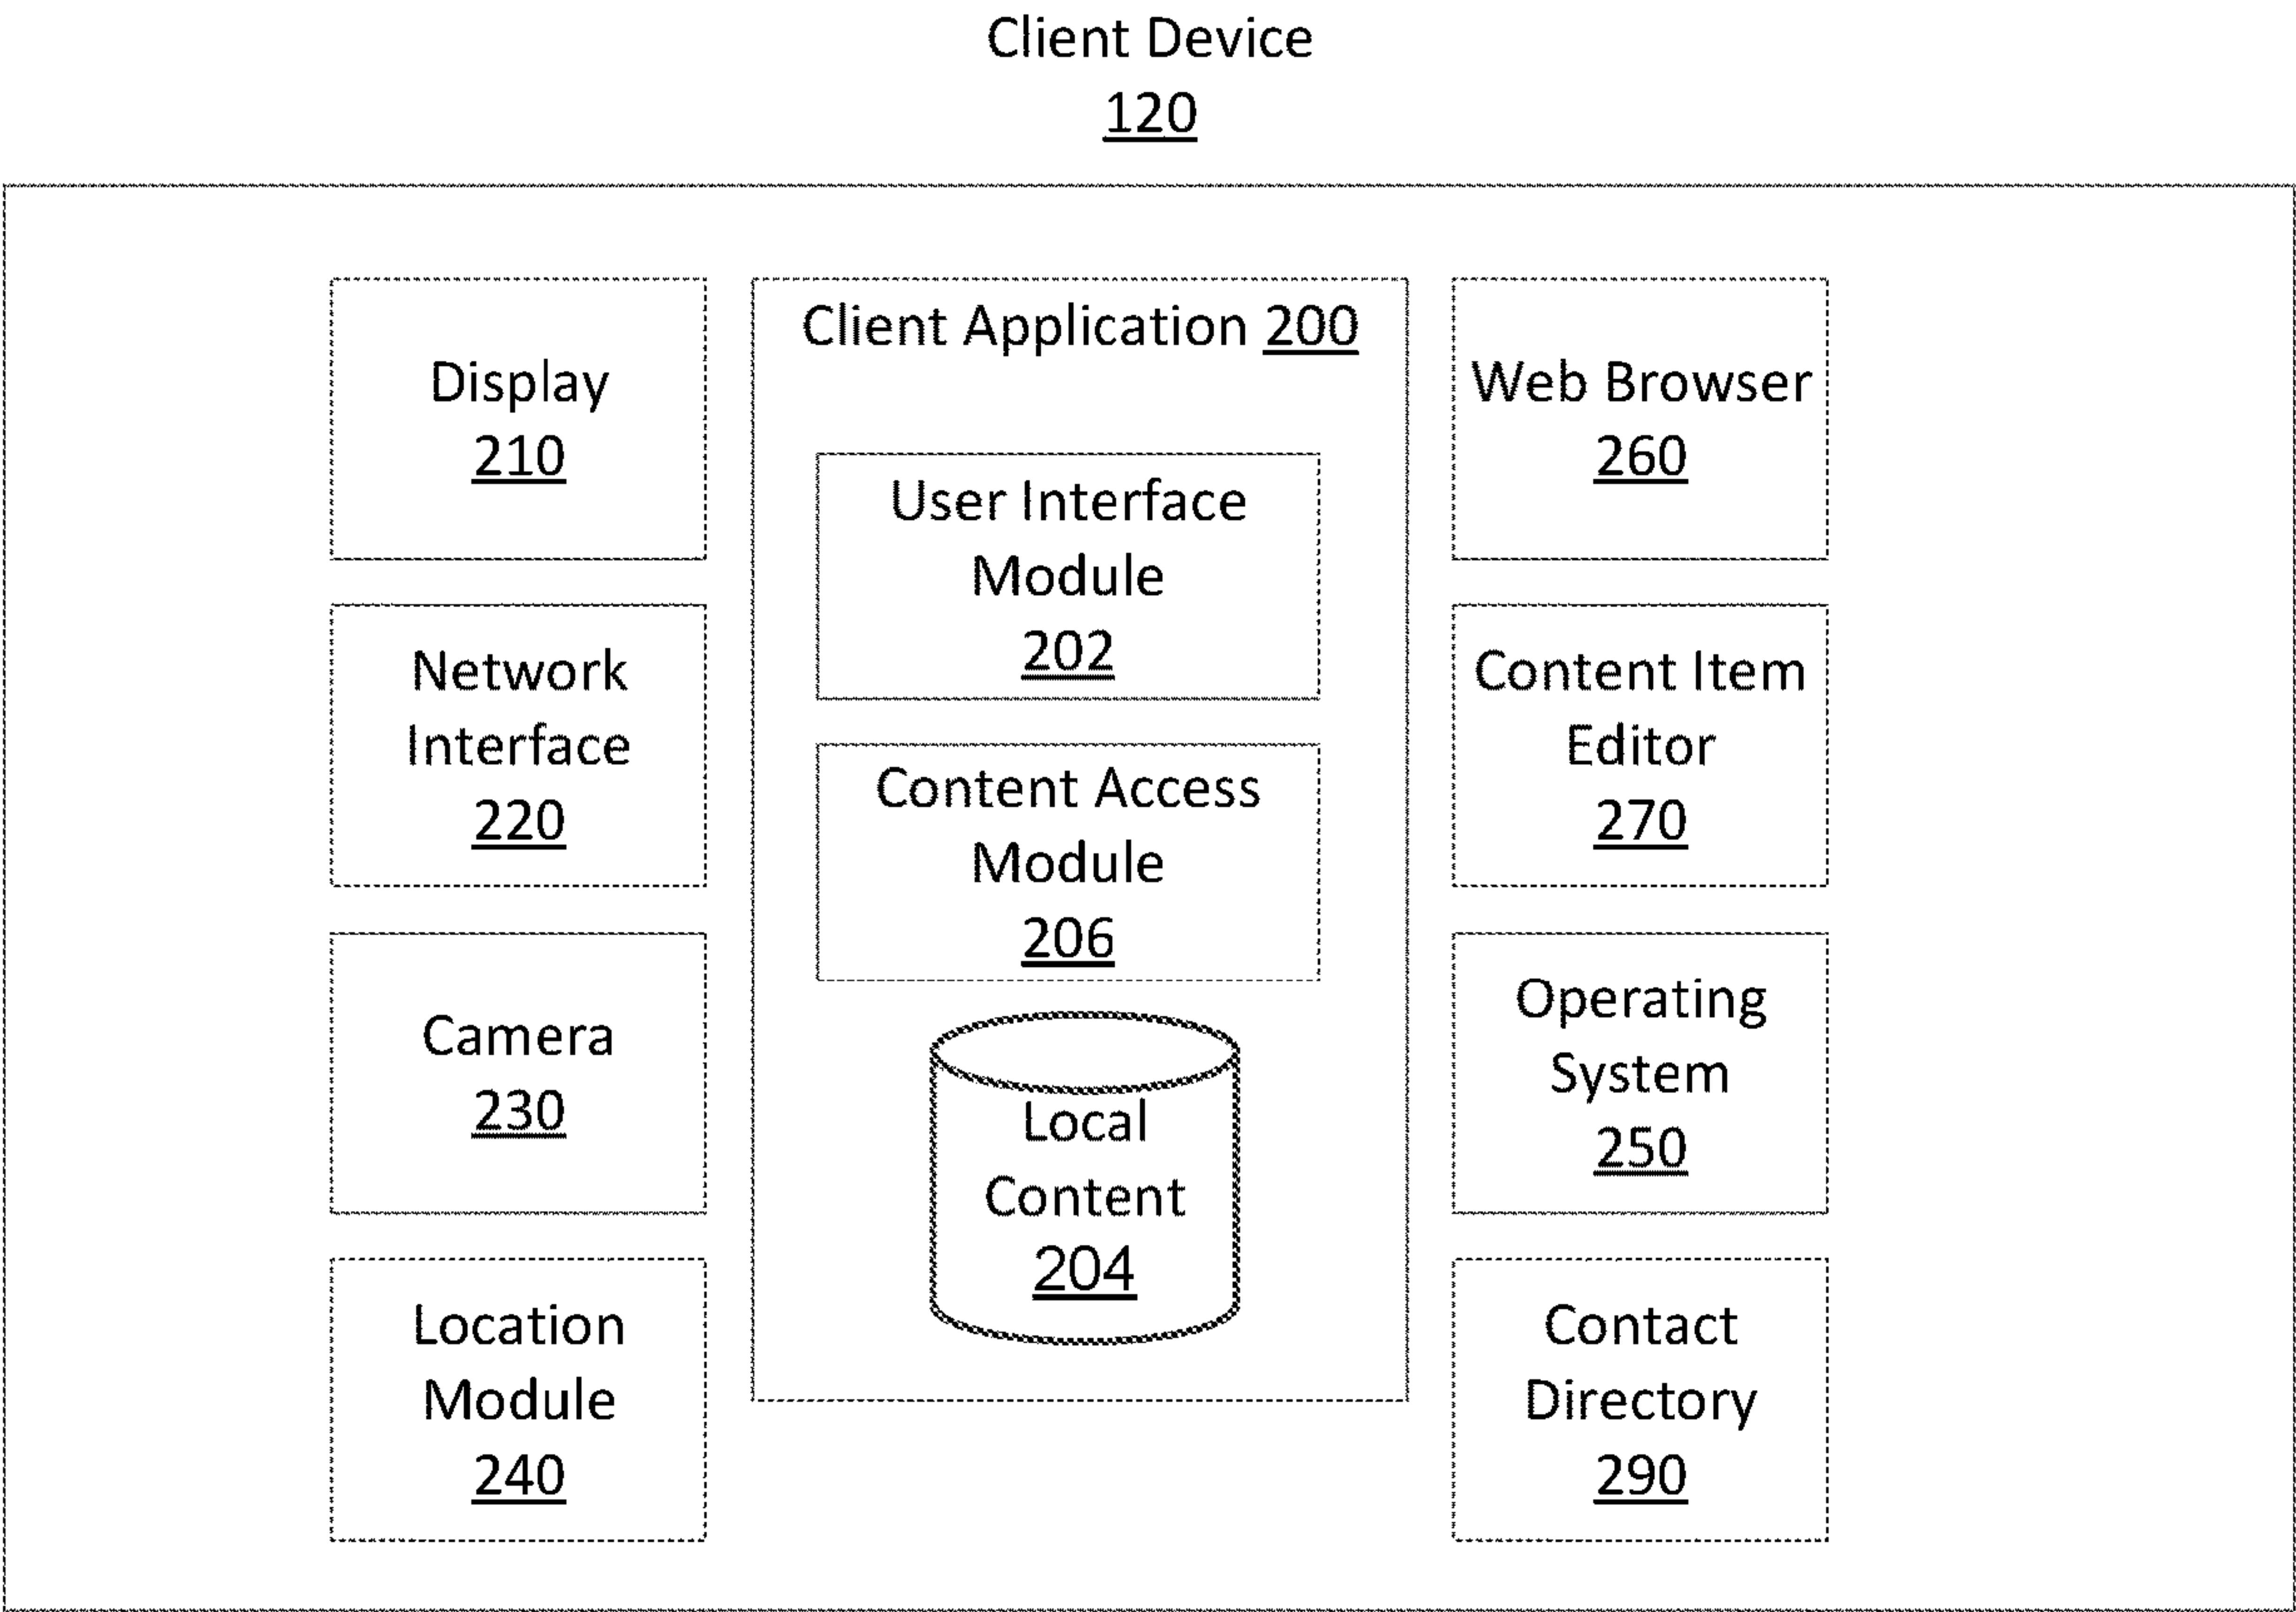 Client Device
120
Display
210
Network
Interface
220
Camera
230
Location
Module
240
Client Application 200
User Interface
Module
202
Content Access
Module
206
Local
Content
204
Web Browser
260
Content Item
Editor
270
Operating
System
250
Contact
Directory
290